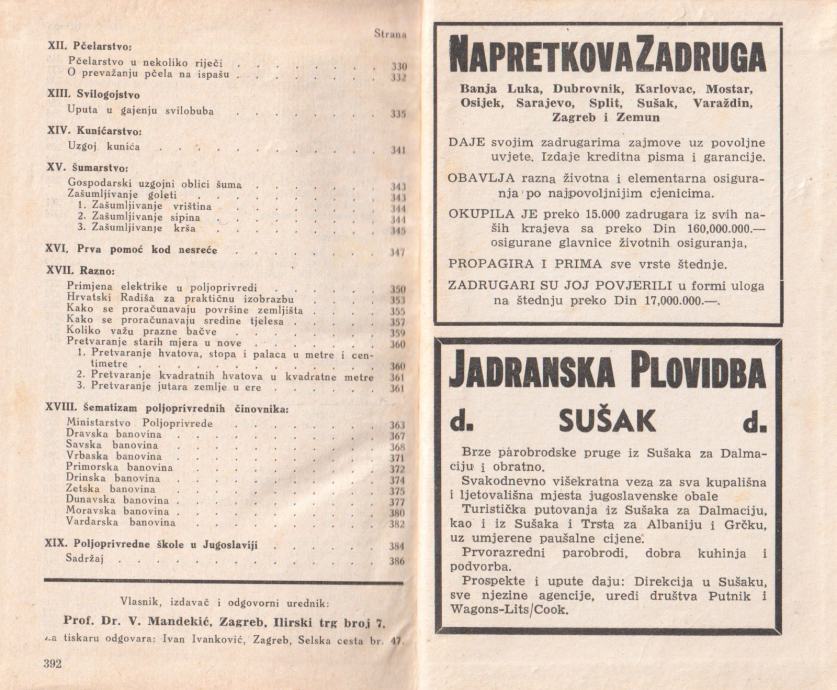 Strana
XII. Pčelarstvo:
Pčelarstvo u nekoliko riječi . . . . . . . 330
O prevažanju pčela na ispašu . . . . . . . 332
XIII. Svilogojstvo
Uputa u gajenju svilobuba . . . . . . . 335
XIV. Kunićarstvo:
Uzgoj kunića . . . . . . . . . . 341
XV. Šumarstvo:
Gospodarski uzgojni oblici šuma . . . . . . 343
Zašumljivanje goleti . . . . . . . . 343
1. Zašumljivanje vriština . . . . . . . 344
2. Zašumljivanje sipina . . . . . . . 344
3. Zašumljivanje krša . . . . . . . . 345
XVI. Prva pomoć kod nesreće . . . . . . 347
XVII. Razno:
Primjena elektrike u poljoprivredi . . . . . 350
Hrvatski Radiša za praktičnu izobrazbu . . . . 353
Kako se proračunavaju površine zemljišta . . . . 355
Kako se proračunavaju sredine tjelesa . . . . . 357
Koliko važu prazne bačve . . . . . . . 359
Pretvaranje starih mjera u nove . . . . . . 360
1. Pretvaranje hvatova, stopa i palaca u metre i cen-
timetre . . . . . . . . . . . 360
2. Pretvaranje kvadratnih hvatova u kvadratne metre 361
3. Pretvaranje jutara zemlje u ere . . . . . 361
XVIII. Šematizam poljoprivrednih činovnika:
Ministarstvo Poljoprivrede . . . . . . . 363
Dravska banovina . . . . . . . . . 367
Savska banovina . . . . . . . . . 368
Vrbaska banovina . . . . . . . . . 371
Primorska banovina . . . . . . . . 372
Drinska banovina . . . . . . . . . 374
Zetska banovina . . . . . . . . . 375
Dunavska banovina . . . . . . . . . 377
Moravska banovina . . . . . . . . . 380
Vardarska banovina . . . . . . . . 382
XIX. Poljoprivredne škole u Jugoslaviji . . . . . 384
Sadržaj . . . . . . . . . . . 386
Vlasnik, izdavač i odgovorni urednik:
Prof. Dr. V. Mandekić, Zagreb, Ilirski trg broj 7.
Za tiskaru odgovara: Ivan Ivanković, Zagreb, Selska cesta br. 47.
392
NAPRETKOVA ZADRUGA
Banja Luka, Dubrovnik, Karlovac, Mostar,
Osijek, Sarajevo, Split, Sušak, Varaždin,
Zagreb i Zemun
DAJE svojim zadrugarima zajmove uz povoljne
uvjete. Izdaje kreditna pisma i garancije.
OBAVLJA razna životna i elementarna osigura-
nja po najpovoljnijim cjenicima.
OKUPILA JE preko 15.000 zadrugara iz svih na-
ših krajeva sa preko Din 160,000.000.—
osigurane glavnice životnih osiguranja,
PROPAGIRA I PRIMA sve vrste štednje.
ZADRUGARI SU JOJ POVJERILI u formi uloga
na štednju preko Din 17,000.000.—.
JADRANSKA PLOVIDBA
d. SUŠAK d.
Brze parobrodske pruge iz Sušaka za Dalma-
ciju i obratno.
Svakodnevno višekratna veza za sva kupališna
i ljetovališna mjesta jugoslavenske obale
Turistička putovanja iz Sušaka za Dalmaciju,
kao i iz Sušaka i Trsta za Albaniju i Grčku,
uz umjerene paušalne cijene.
Prvorazredni parobrodi, dobra kuhinja i
podvorba.
Prospekte i upute daju: Direkcija u Sušaku,
sve njezine agencije, uredi društva Putnik i
Wagons-Lits/Cook.